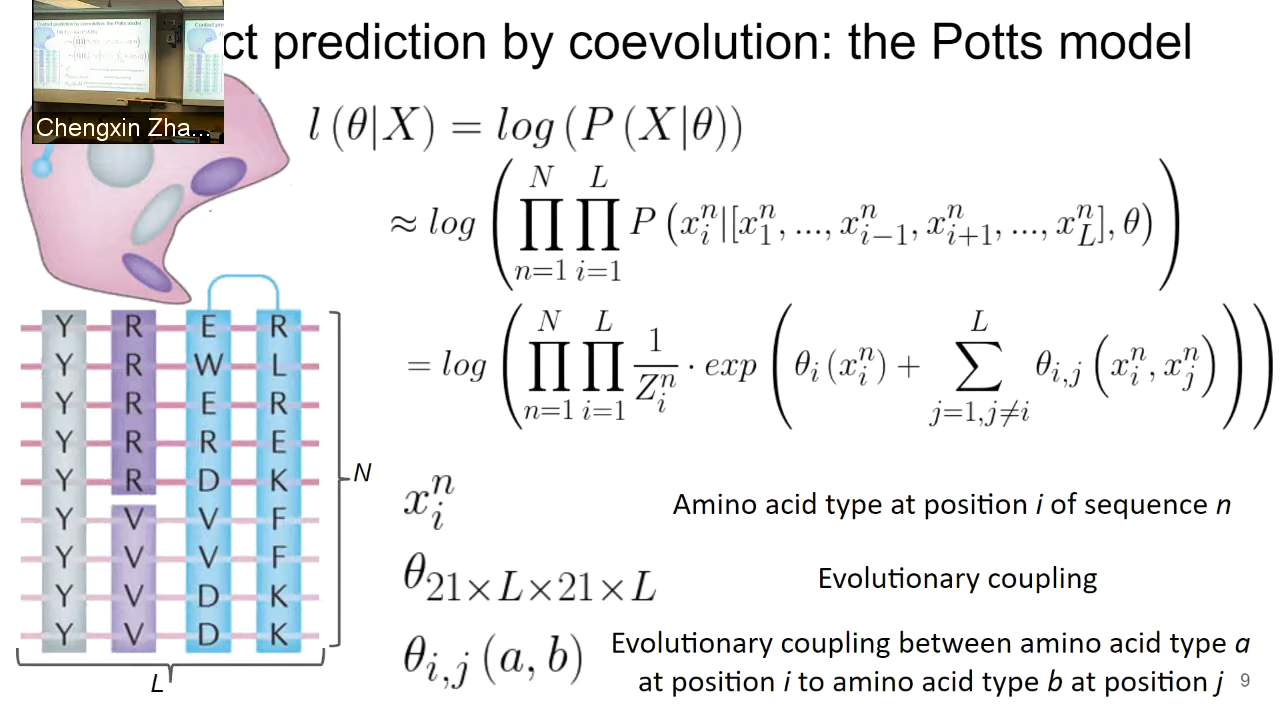 ct prediction by coevolution: the Potts model
Chengxin Zha...
l (θ|X) = log (P (X|θ))
≈ log ( ∏_{n=1}^{N} ∏_{i=1}^{L} P (x_i^n | [x_1^n, ..., x_{i−1}^n, x_{i+1}^n, ..., x_L^n], θ) )
= log ( ∏_{n=1}^{N} ∏_{i=1}^{L} 1/Z_i^n · exp ( θ_i (x_i^n) + ∑_{j=1,j≠i}^{L} θ_{i,j} (x_i^n, x_j^n) ) )
Y R E R
Y R W L
Y R E R
Y R R E
Y R D K
Y V V F
Y V V F
Y V D K
Y V D K
N
L
x_i^n Amino acid type at position i of sequence n
θ_{21×L×21×L} Evolutionary coupling
θ_{i,j} (a, b) Evolutionary coupling between amino acid type a
at position i to amino acid type b at position j
9